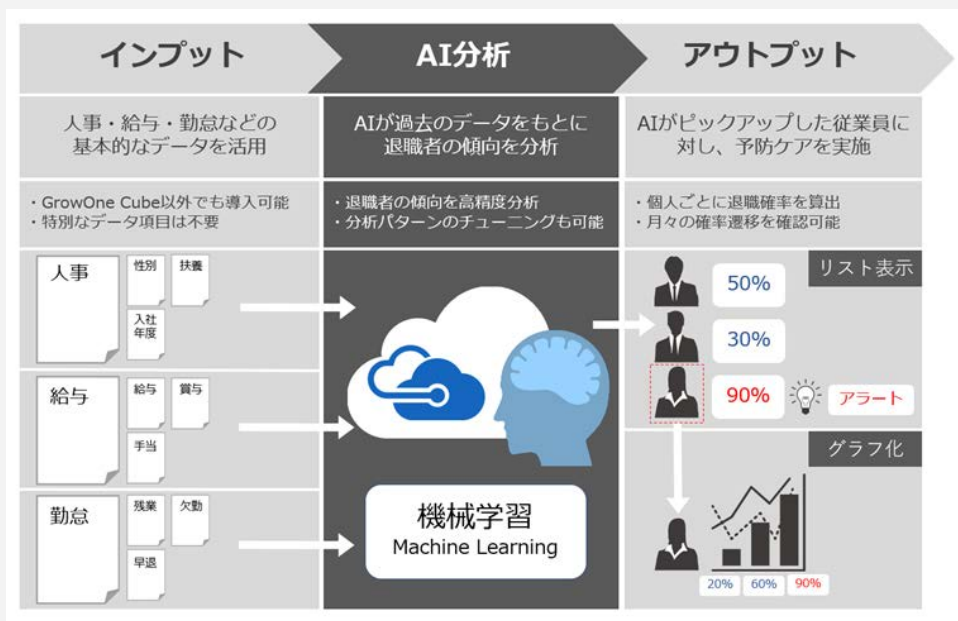 インプット
AI分析
アウトプット
人事・給与・勤怠などの
基本的なデータを活用
AIが過去のデータをもとに
退職者の傾向を分析
AIがピックアップした従業員に
対し、予防ケアを実施
・GrowOne Cube以外でも導入可能
・特別なデータ項目は不要
・退職者の傾向を高精度分析
・分析パターンのチューニングも可能
・個人ごとに退職確率を算出
・月々の確率遷移を確認可能
人事
性別
扶養
入社
年度
給与
給与
賞与
手当
勤怠
残業
欠勤
早退
機械学習
Machine Learning
リスト表示
50%
30%
90%
アラート
グラフ化
20%
60%
90%